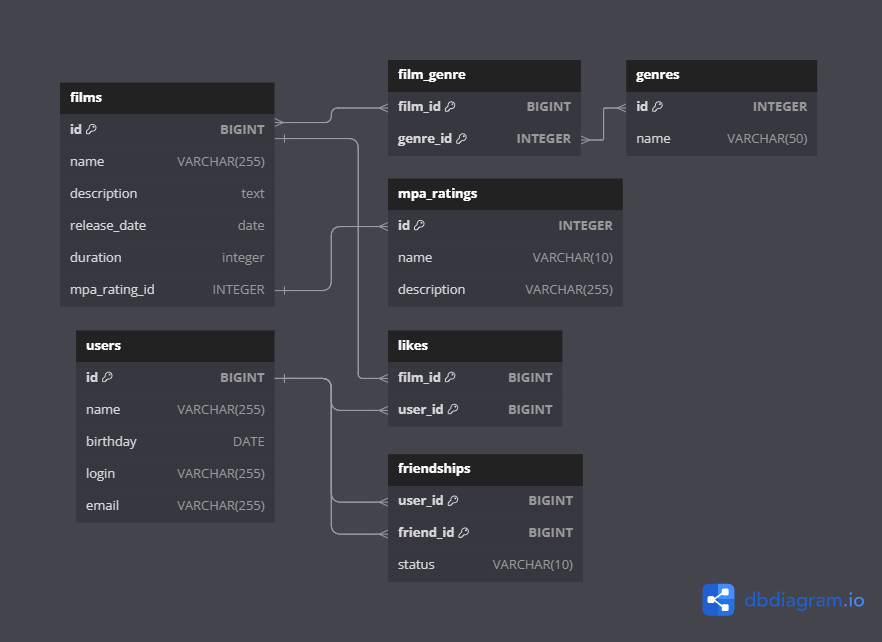 films
id BIGINT
name VARCHAR(255)
description text
release_date date
duration integer
mpa_rating_id INTEGER
users
id BIGINT
name VARCHAR(255)
birthday DATE
login VARCHAR(255)
email VARCHAR(255)
film_genre
film_id BIGINT
genre_id INTEGER
genres
id INTEGER
name VARCHAR(50)
mpa_ratings
id INTEGER
name VARCHAR(10)
description VARCHAR(255)
likes
film_id BIGINT
user_id BIGINT
friendships
user_id BIGINT
friend_id BIGINT
status VARCHAR(10)
dbdiagram.io